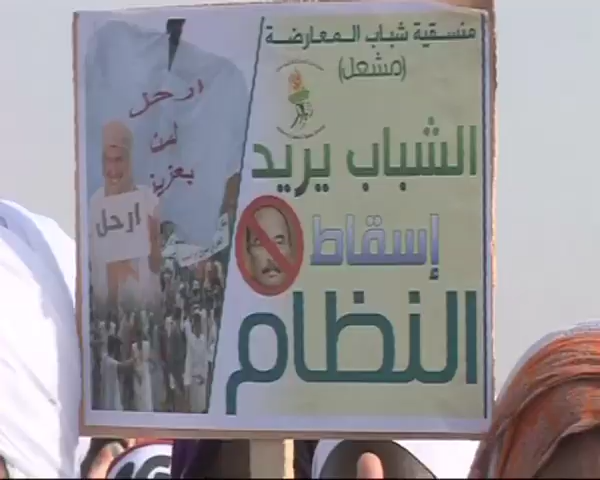 منسقية شباب المعارضة
(مشعل)
الشباب يريد
إسقاط
النظام
ارحل
لست
بعزيز
ارحل